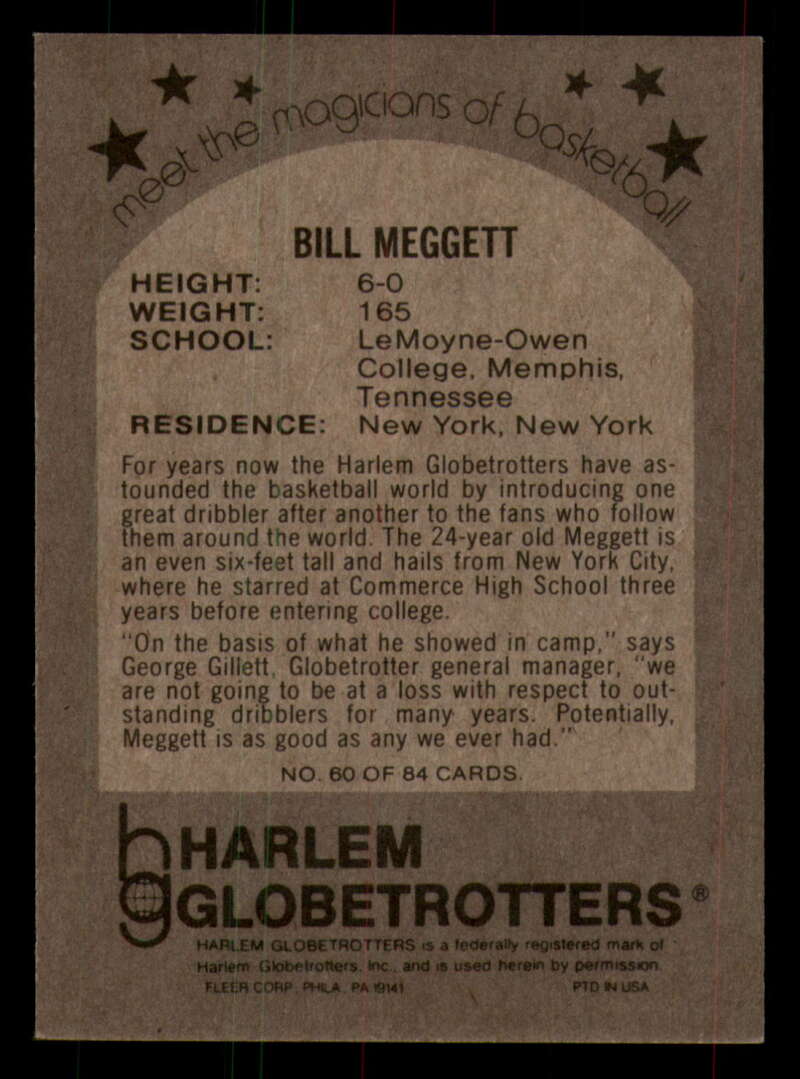 meet the magicians of basketball
BILL MEGGETT
HEIGHT: 6-0
WEIGHT: 165
SCHOOL: LeMoyne-Owen
College, Memphis,
Tennessee
RESIDENCE: New York, New York
For years now the Harlem Globetrotters have as-
tounded the basketball world by introducing one
great dribbler after another to the fans who follow
them around the world. The 24-year old Meggett is
an even six-feet tall and hails from New York City,
where he starred at Commerce High School three
years before entering college.
"On the basis of what he showed in camp," says
George Gillett, Globetrotter general manager, "we
are not going to be at a loss with respect to out-
standing dribblers for many years. Potentially,
Meggett is as good as any we ever had."
NO. 60 OF 84 CARDS.
hg HARLEM
GLOBETROTTERS®
HARLEM GLOBETROTTERS is a federally registered mark of
Harlem Globetrotters, Inc., and is used herein by permission.
FLEER CORP., PHILA., PA 19141 PTD IN USA